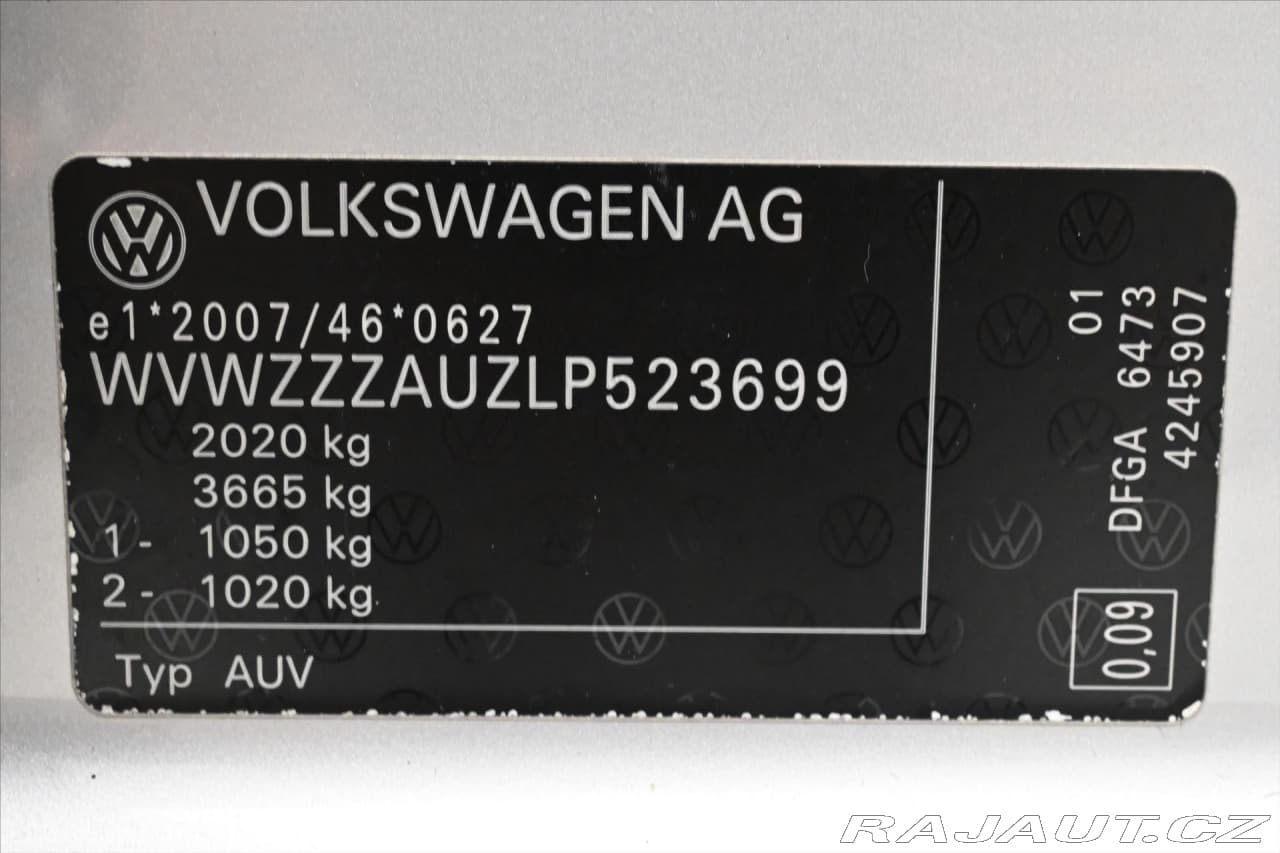 VOLKSWAGEN AG
e1*2007/46*0627
WVWZZZAUZLP523699
2020 kg
3665 kg
1- 1050 kg
2- 1020 kg
Typ AUV
01
DFGA 6473
4245907
0,09
RAJAUT.CZ